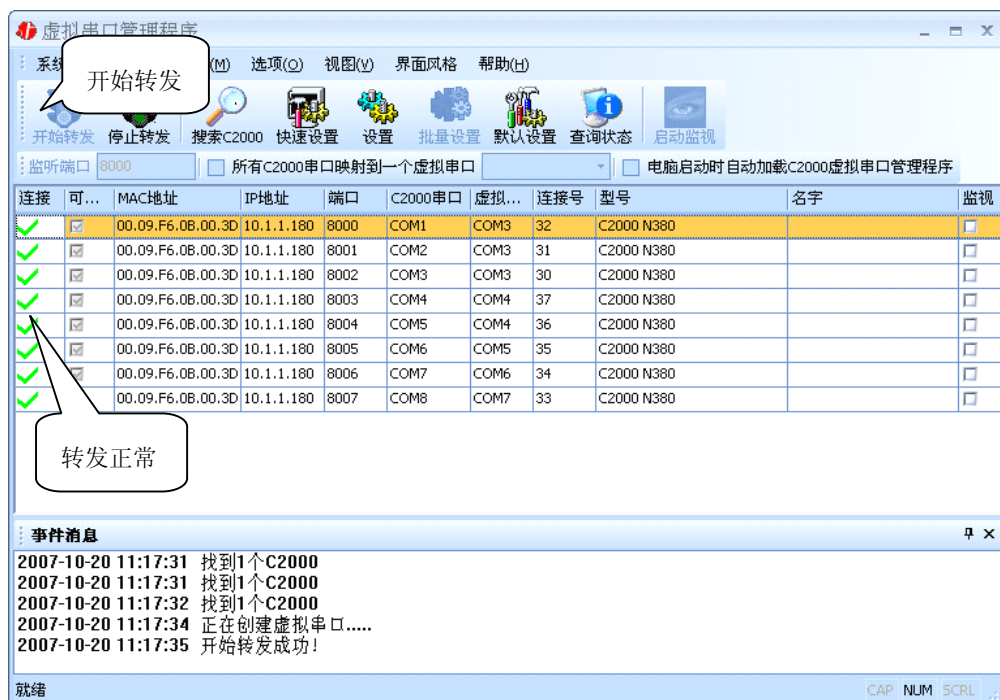 虚拟串口管理程序
系统 (M) 选项(O) 视图(V) 界面风格 帮助(H)
开始转发
开始转发 停止转发 搜索C2000 快速设置 设置 批量设置 默认设置 查询状态 启动监视
监听端口 8000 所有C2000串口映射到一个虚拟串口 电脑启动时自动加载C2000虚拟串口管理程序
连接 可... MAC地址 IP地址 端口 C2000串口 虚拟... 连接号 型号 名字 监视
00.09.F6.0B.00.3D 10.1.1.180 8000 COM1 COM3 32 C2000 N380
00.09.F6.0B.00.3D 10.1.1.180 8001 COM2 COM3 31 C2000 N380
00.09.F6.0B.00.3D 10.1.1.180 8002 COM3 COM3 30 C2000 N380
00.09.F6.0B.00.3D 10.1.1.180 8003 COM4 COM4 37 C2000 N380
00.09.F6.0B.00.3D 10.1.1.180 8004 COM5 COM4 36 C2000 N380
00.09.F6.0B.00.3D 10.1.1.180 8005 COM6 COM5 35 C2000 N380
00.09.F6.0B.00.3D 10.1.1.180 8006 COM7 COM6 34 C2000 N380
00.09.F6.0B.00.3D 10.1.1.180 8007 COM8 COM7 33 C2000 N380
转发正常
事件消息
2007-10-20 11:17:31 找到1个C2000
2007-10-20 11:17:31 找到1个C2000
2007-10-20 11:17:32 找到1个C2000
2007-10-20 11:17:34 正在创建虚拟串口.....
2007-10-20 11:17:35 开始转发成功!
就绪 CAP NUM SCRL